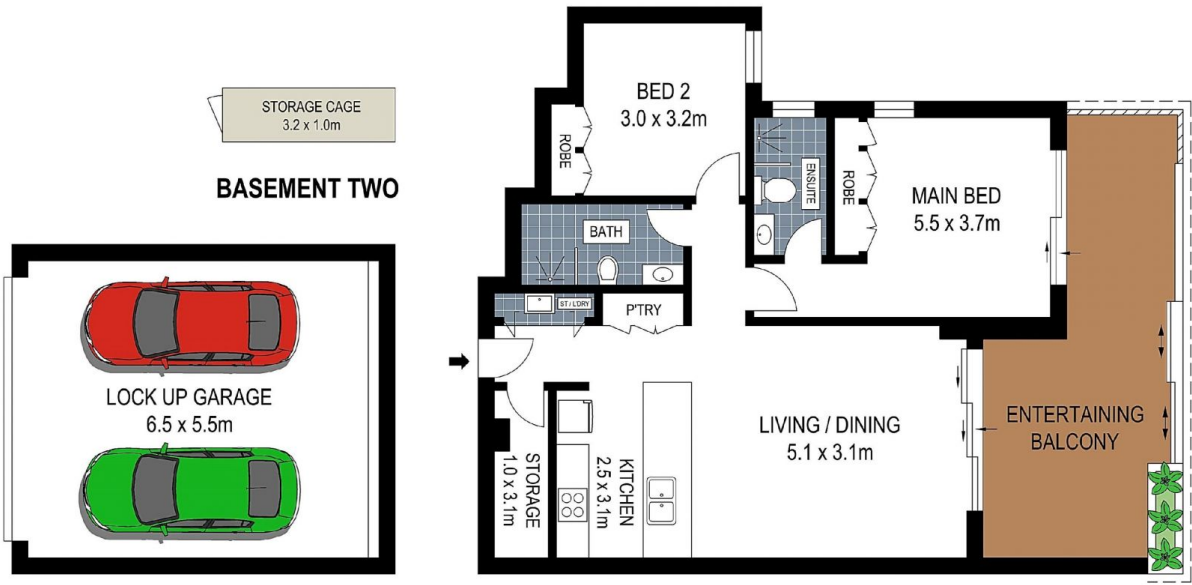 STORAGE CAGE
3.2 x 1.0m
BASEMENT TWO
LOCK UP GARAGE
6.5 x 5.5m
BED 2
3.0 x 3.2m
ROBE
BATH
ENSUITE
ROBE
MAIN BED
5.5 x 3.7m
ST / L'DRY
P'TRY
STORAGE
1.0 x 3.1m
KITCHEN
2.5 x 3.1m
LIVING / DINING
5.1 x 3.1m
ENTERTAINING
BALCONY